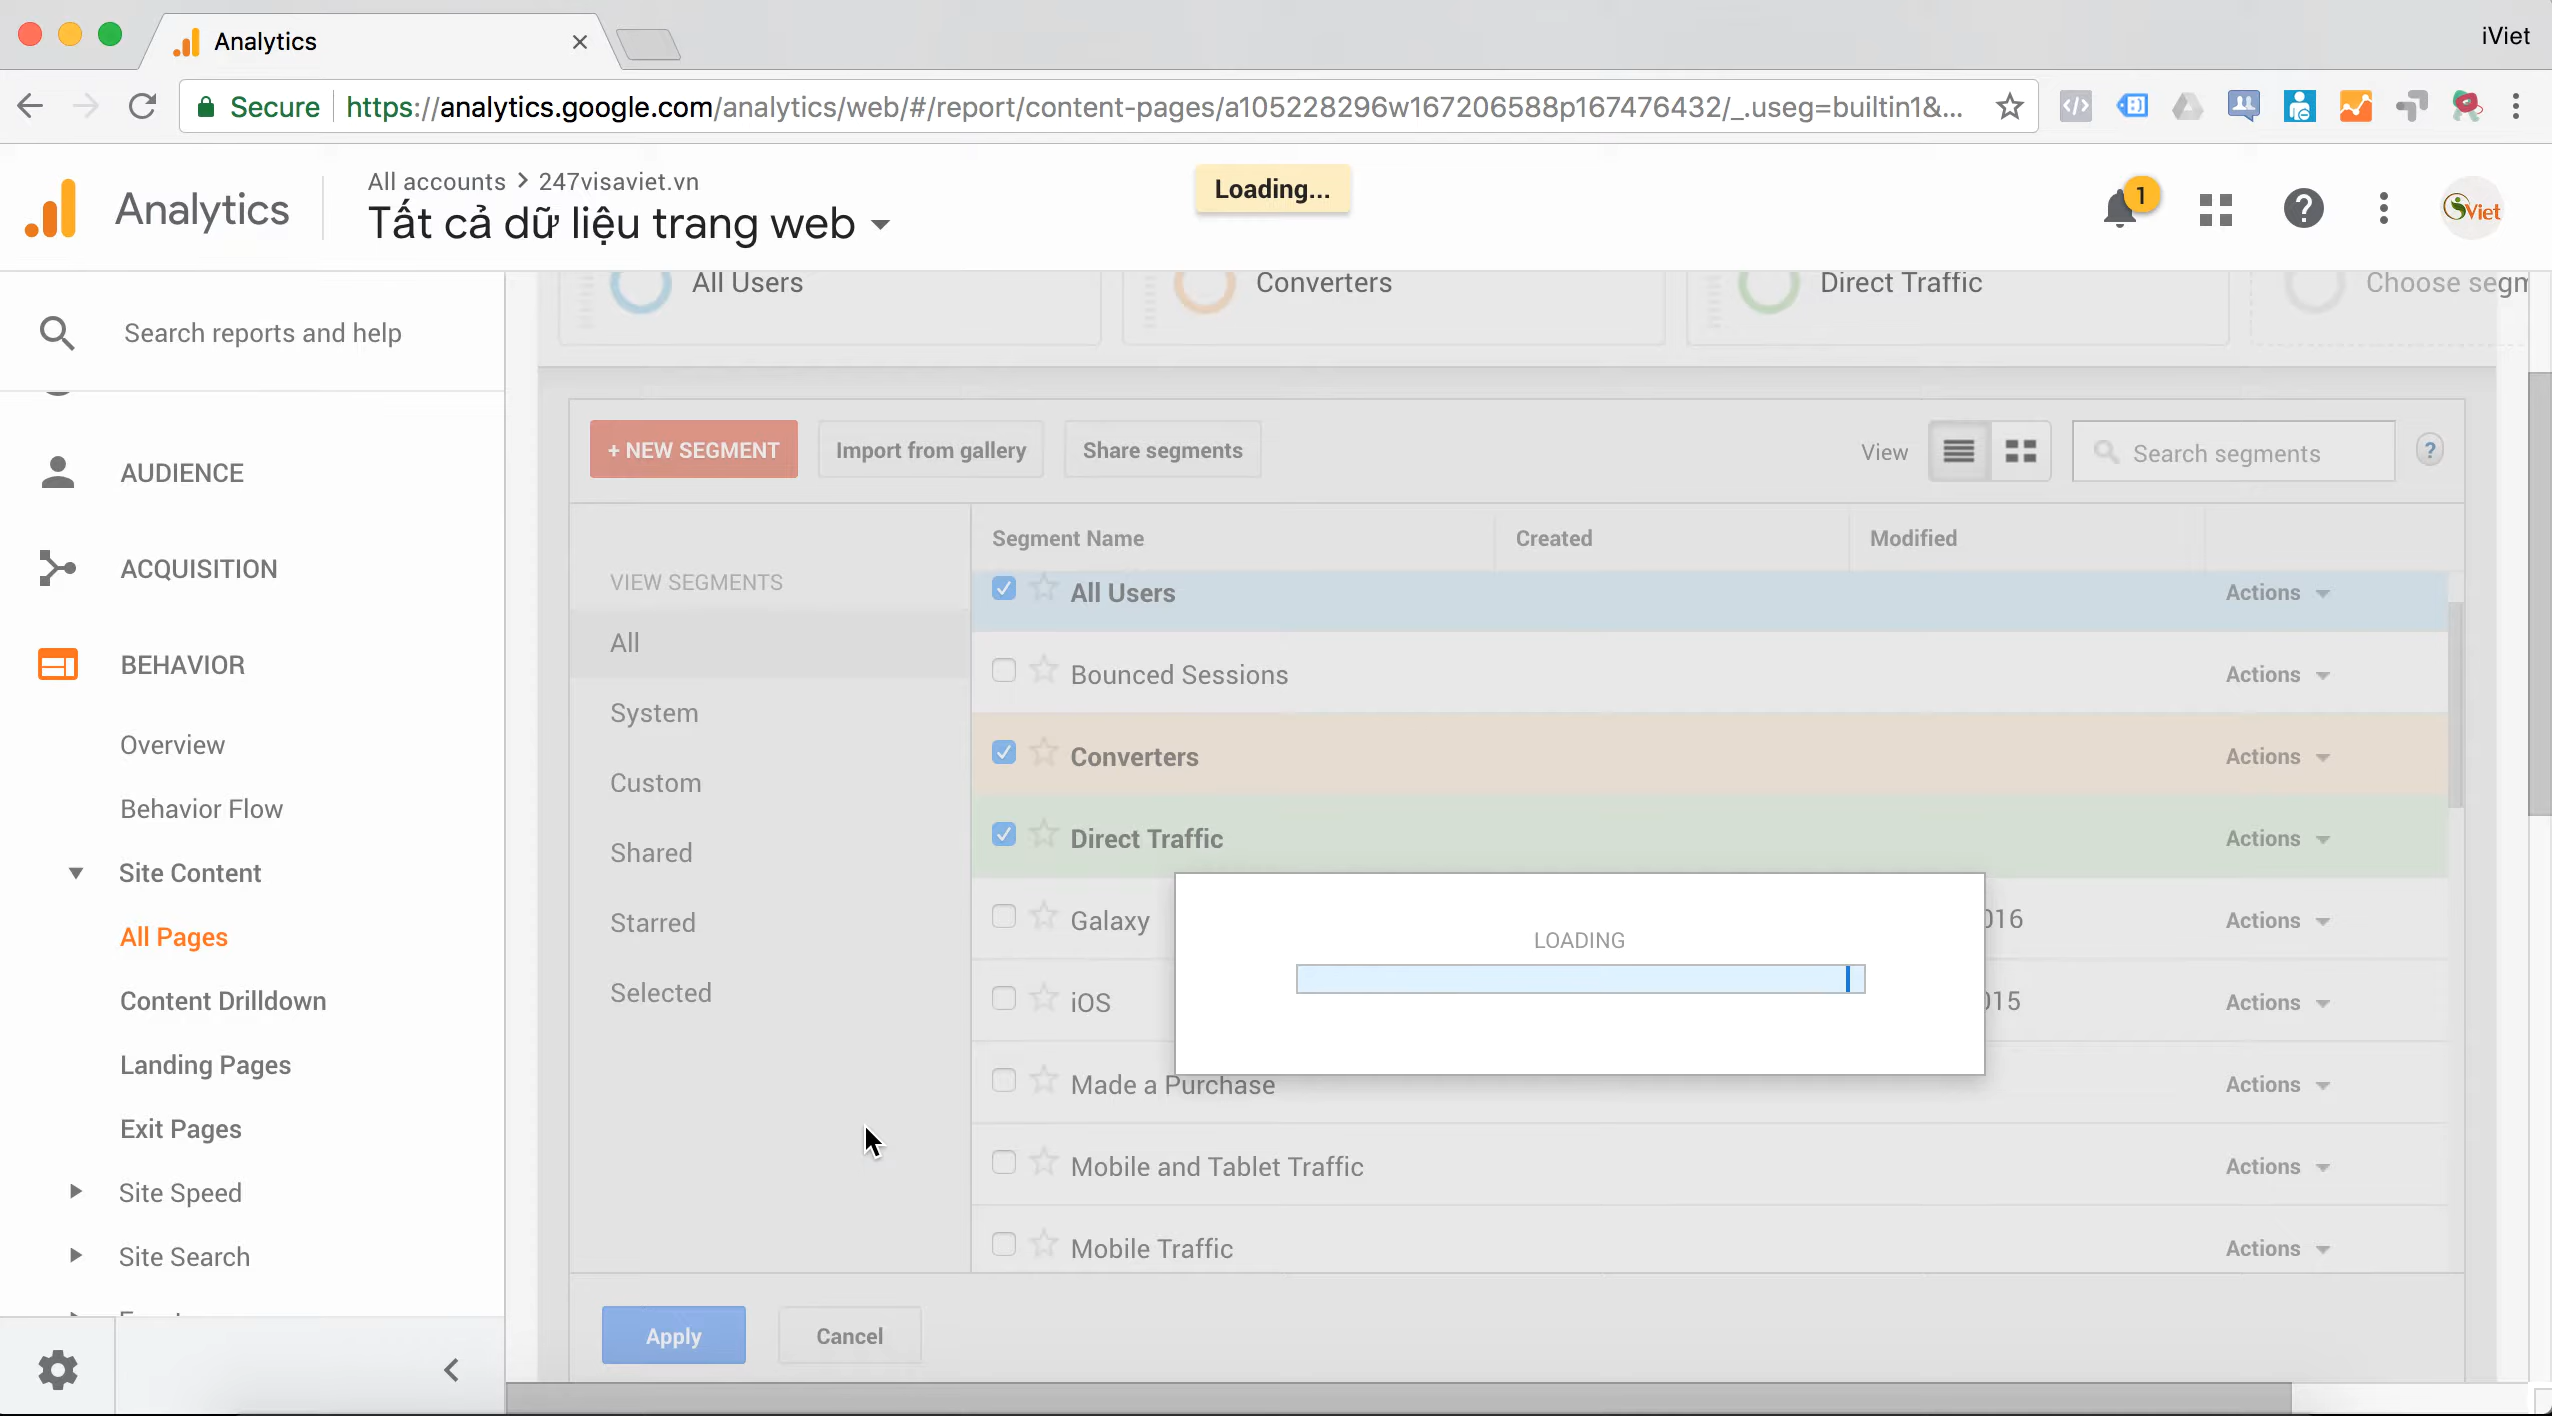 Analytics
iViet
Secure https://analytics.google.com/analytics/web/#/report/content-pages/a105228296w167206588p167476432/_.useg=builtin1&...
Analytics
All accounts > 247visaviet.vn
Tất cả dữ liệu trang web
Loading...
1
Viet
Search reports and help
AUDIENCE
ACQUISITION
BEHAVIOR
Overview
Behavior Flow
Site Content
All Pages
Content Drilldown
Landing Pages
Exit Pages
Site Speed
Site Search
All Users
Converters
Direct Traffic
Choose segm
+ NEW SEGMENT
Import from gallery
Share segments
View
Search segments
?
VIEW SEGMENTS
All
System
Custom
Shared
Starred
Selected
Segment Name Created Modified
All Users Actions
Bounced Sessions Actions
Converters Actions
Direct Traffic Actions
Galaxy 016 Actions
iOS 015 Actions
Made a Purchase Actions
Mobile and Tablet Traffic Actions
Mobile Traffic Actions
LOADING
Apply
Cancel